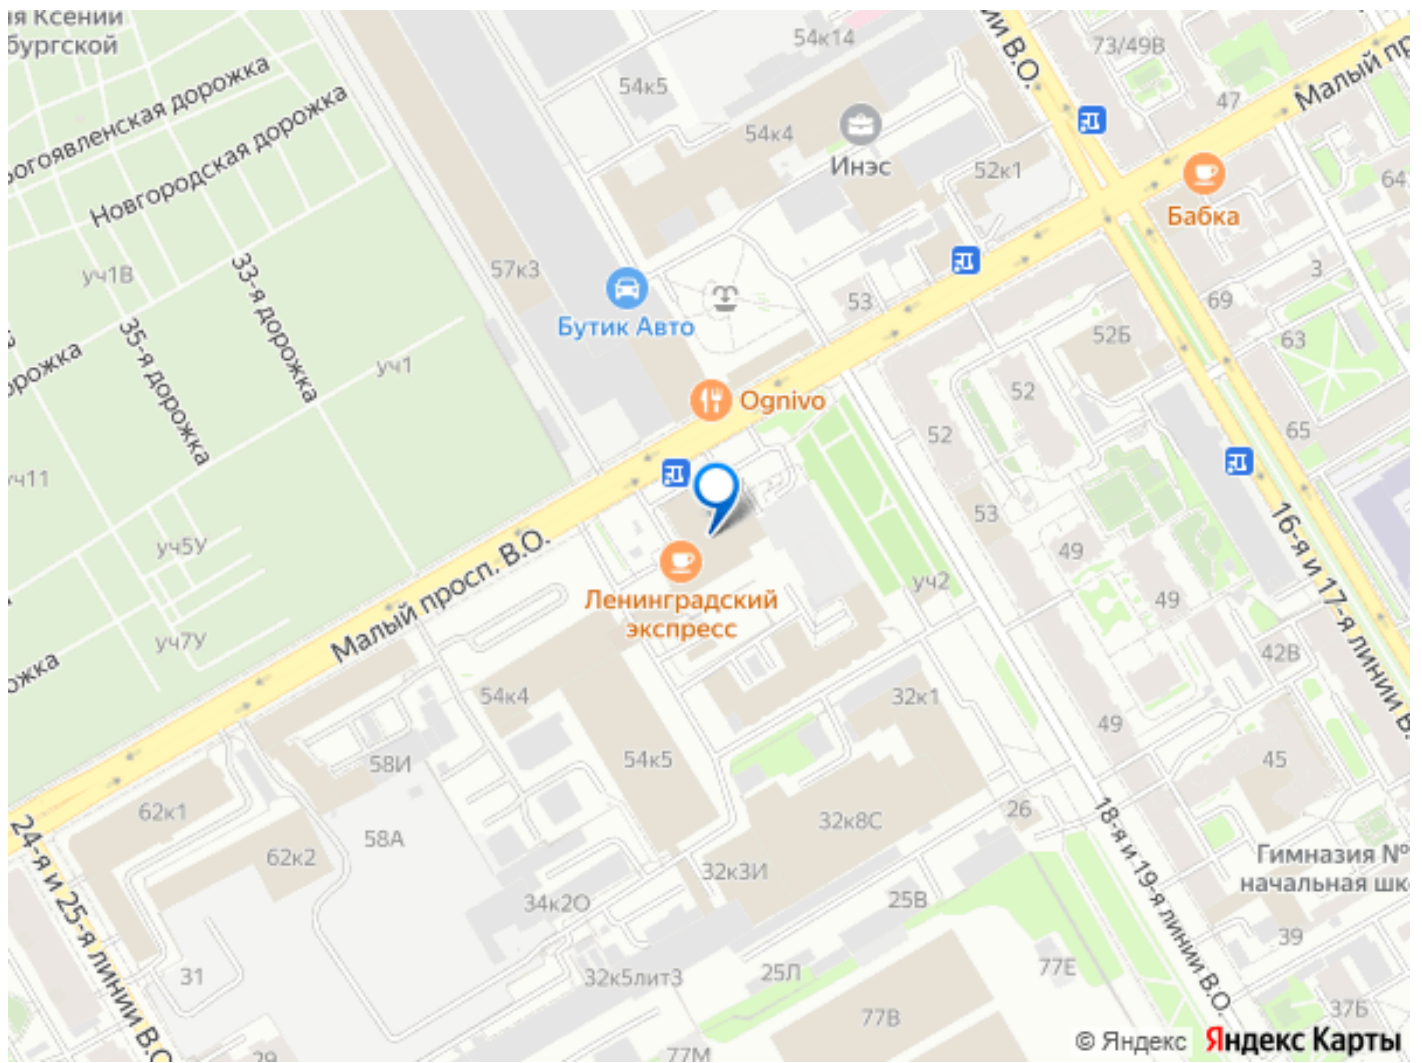 я Ксении
бургской
54к14
73/49В
ии В.О.
Малый пр
54к5
47
54к4
Инэс
52к1
64
Бабка
огоявленская дорожка
Новгородская дорожка
уч1В
33-я дорожка
57к3
3
53
69
Бутик Авто
52Б
35-я дорожка
63
орожка
уч1
52
Ognivo
52
65
ч11
53
уч5У
Малый просп. В.О.
49
16-я и 17-я линии В.
уч2
49
Ленинградский
экспресс
уч7У
ожка
42В
54к4
32к1
49
54к5
45
58И
62к1
26
32к8С
58А
18-я и 19-я линии В.О.
24-я и 25-я линии В.О
62к2
Гимназия №
начальная шк
32к3И
34к2О
25В
39
31
32к5лит3
25Л
77Е
37Б
77В
29
77М
© Яндекс Яндекс Карты